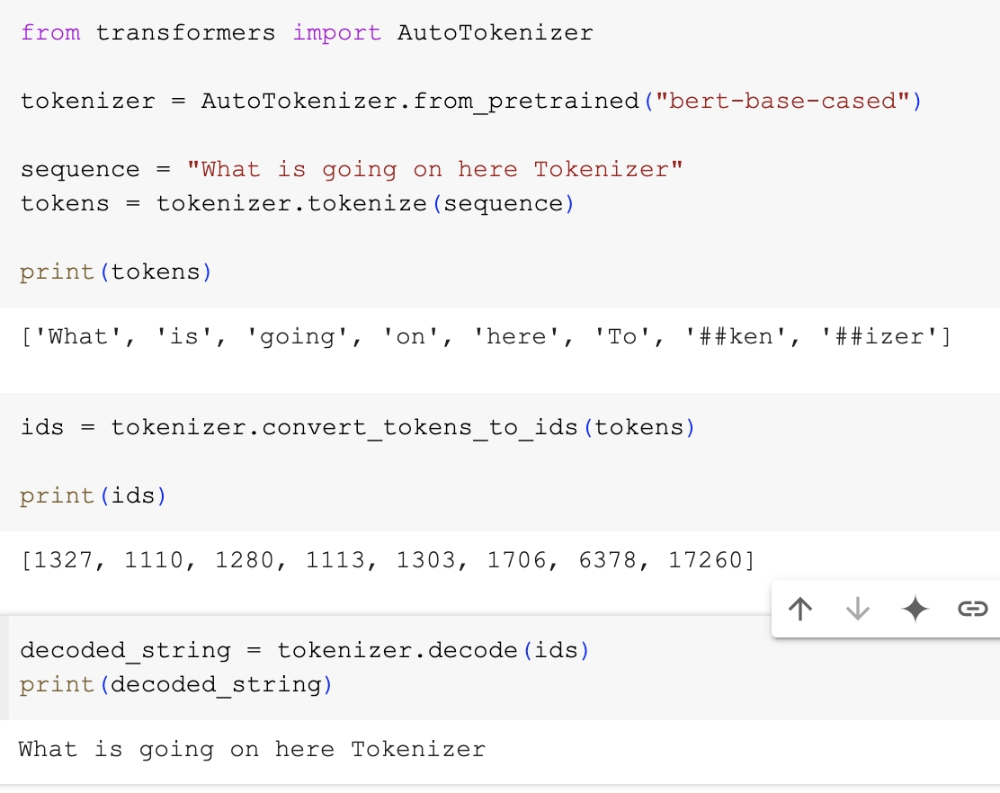 from transformers import AutoTokenizer
tokenizer = AutoTokenizer.from_pretrained("bert-base-cased")
sequence = "What is going on here Tokenizer"
tokens = tokenizer.tokenize(sequence)
print(tokens)
['What', 'is', 'going', 'on', 'here', 'To', '##ken', '##izer']
ids = tokenizer.convert_tokens_to_ids(tokens)
print(ids)
[1327, 1110, 1280, 1113, 1303, 1706, 6378, 17260]
decoded_string = tokenizer.decode(ids)
print(decoded_string)
What is going on here Tokenizer